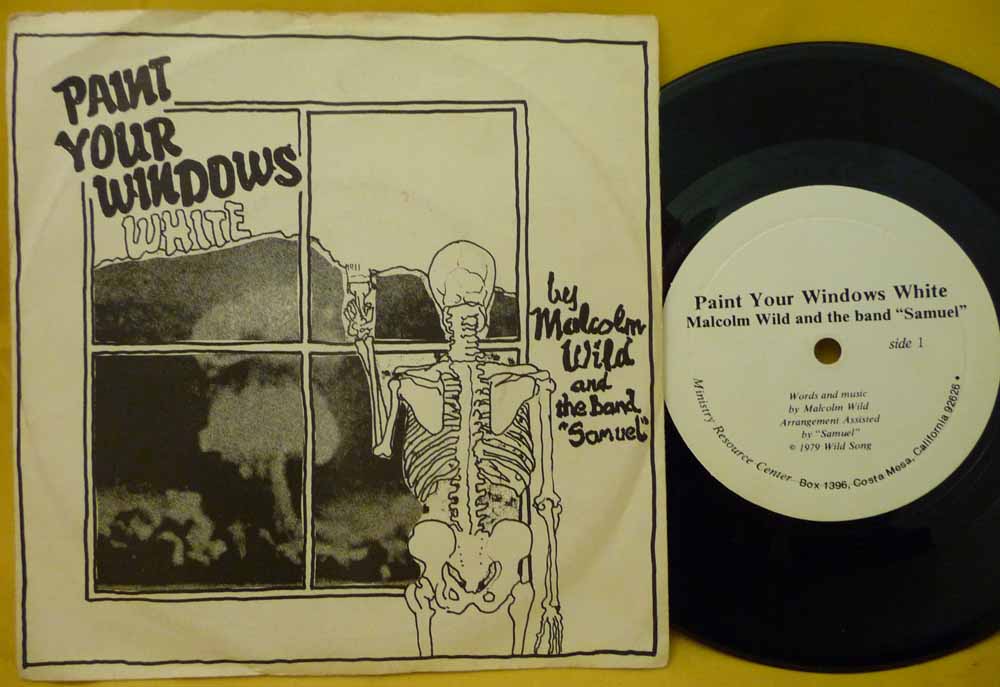 PAINT
YOUR
WINDOWS
WHITE
by
Malcolm
Wild
and
the band
"Samuel"
Paint Your Windows White
Malcolm Wild and the band "Samuel"
side 1
Words and music
by Malcolm Wild
Arrangement Assisted
by "Samuel"
© 1979 Wild Song
Ministry Resource Center Box 1396, Costa Mesa, California 92626 •